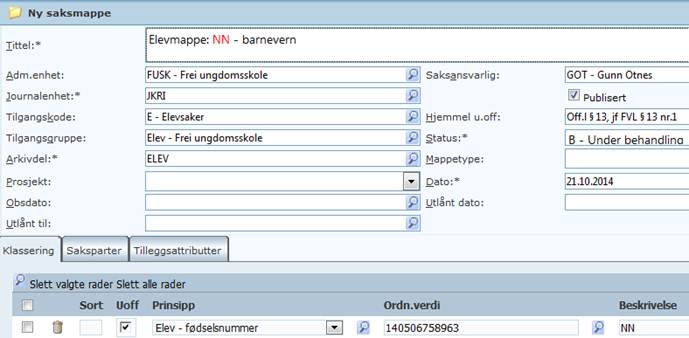 Ny saksmappe
Tittel:* Elevmappe: NN - barnevern
Adm.enhet: FUSK - Frei ungdomsskole Saksansvarlig: GOT - Gunn Otnes
Journalenhet:* JKRI Publisert
Tilgangskode: E - Elevsaker Hjemmel u.off: Off.l § 13, jf FVL § 13 nr.1
Tilgangsgruppe: Elev - Frei ungdomsskole Status:* B - Under behandling
Arkivdel:* ELEV Mappetype:
Prosjekt: Dato:* 21.10.2014
Obsdato: Utlånt dato:
Utlånt til:
Klassering Saksparter Tilleggsattributter
Slett valgte rader Slett alle rader
Sort Uoff Prinsipp Ordn.verdi Beskrivelse
Elev - fødselsnummer 140506758963 NN